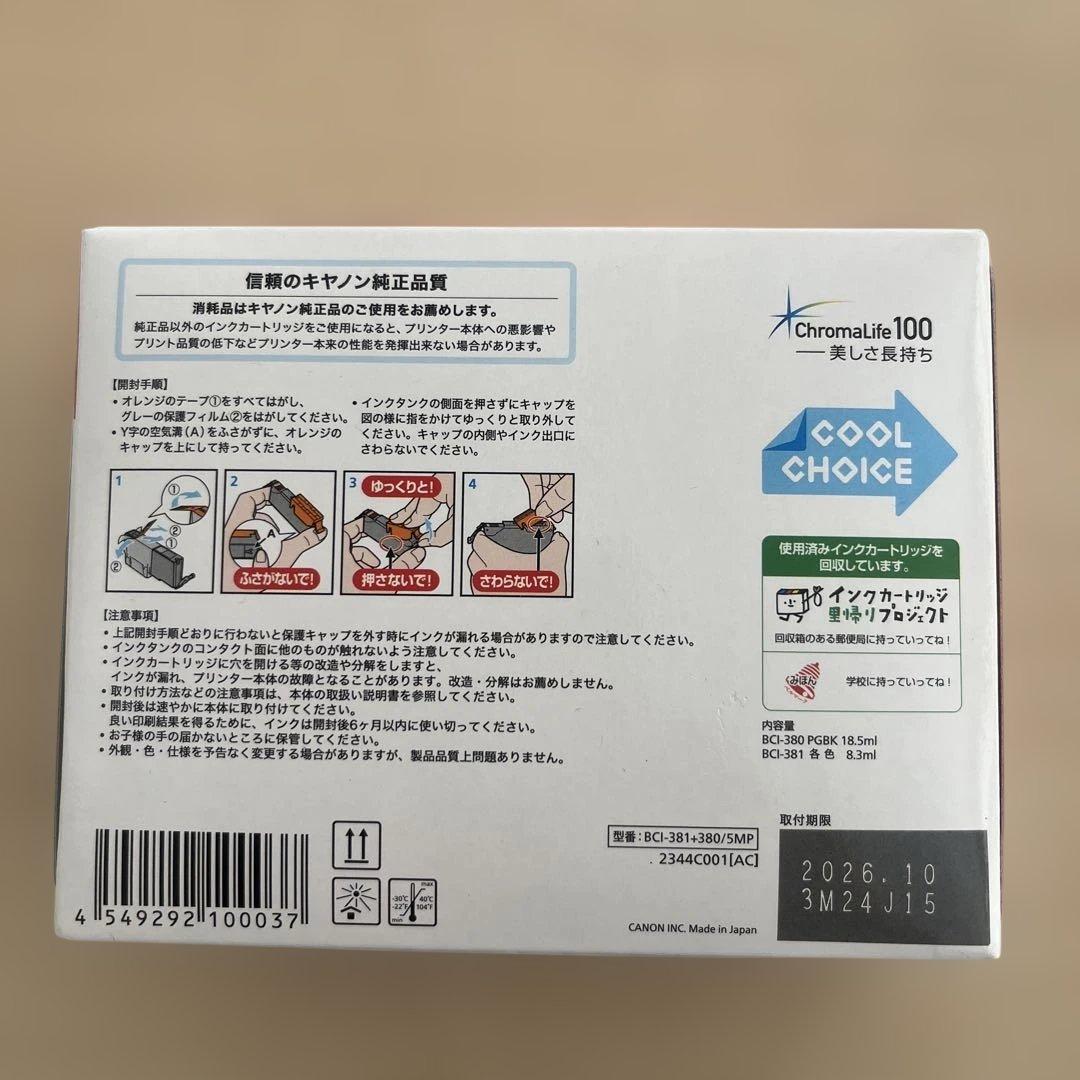 信頼のキヤノン純正品質
消耗品はキヤノン純正品のご使用をお薦めします。
純正品以外のインクカートリッジをご使用になると、プリンター本体への悪影響や
プリント品質の低下などプリンター本来の性能を発揮出来ない場合があります。
ChromaLife100
美しさ長持ち
【開封手順】
・オレンジのテープ①をすべてはがし、
グレーの保護フィルム②をはがしてください。
・Y字の空気溝(A)をふさがずに、オレンジの
キャップを上にして持ってください。
・インクタンクの側面を押さずにキャップを
図の様に指をかけてゆっくりと取り外して
ください。キャップの内側やインク出口に
さわらないでください。
COOL
CHOICE
1
①
②
①
②
2
A
ふさがないで!
3
ゆっくりと!
押さないで!
4
さわらないで!
使用済みインクカートリッジを
回収しています。
インクカートリッジ
里帰りプロジェクト
回収箱のある郵便局に持っていってね!
みほん
ベルマーク
学校に持っていってね!
【注意事項】
・上記開封手順どおりに行わないと保護キャップを外す時にインクが漏れる場合がありますので注意してください。
・インクタンクのコンタクト面に他のものが触れないよう注意してください。
・インクカートリッジに穴を開ける等の改造や分解をしますと、
インクが漏れ、プリンター本体の故障となることがあります。改造・分解はお薦めしません。
・取り付け方法などの注意事項は、本体の取扱い説明書を参照してください。
・開封後は速やかに本体に取り付けてください。
良い印刷結果を得るために、インクは開封後6ヶ月以内に使い切ってください。
・お子様の手の届かないところに保管してください。
・外観・色・仕様を予告なく変更する場合がありますが、製品品質上問題ありません。
内容量
BCI-380 PGBK 18.5ml
BCI-381 各色 8.3ml
4 549292 100037
max
-30℃ 40℃
-22°F 104°F
min
型番:BCI-381+380/5MP
. 2344C001[AC]
CANON INC. Made in Japan
取付期限
2026.10
3M24J15